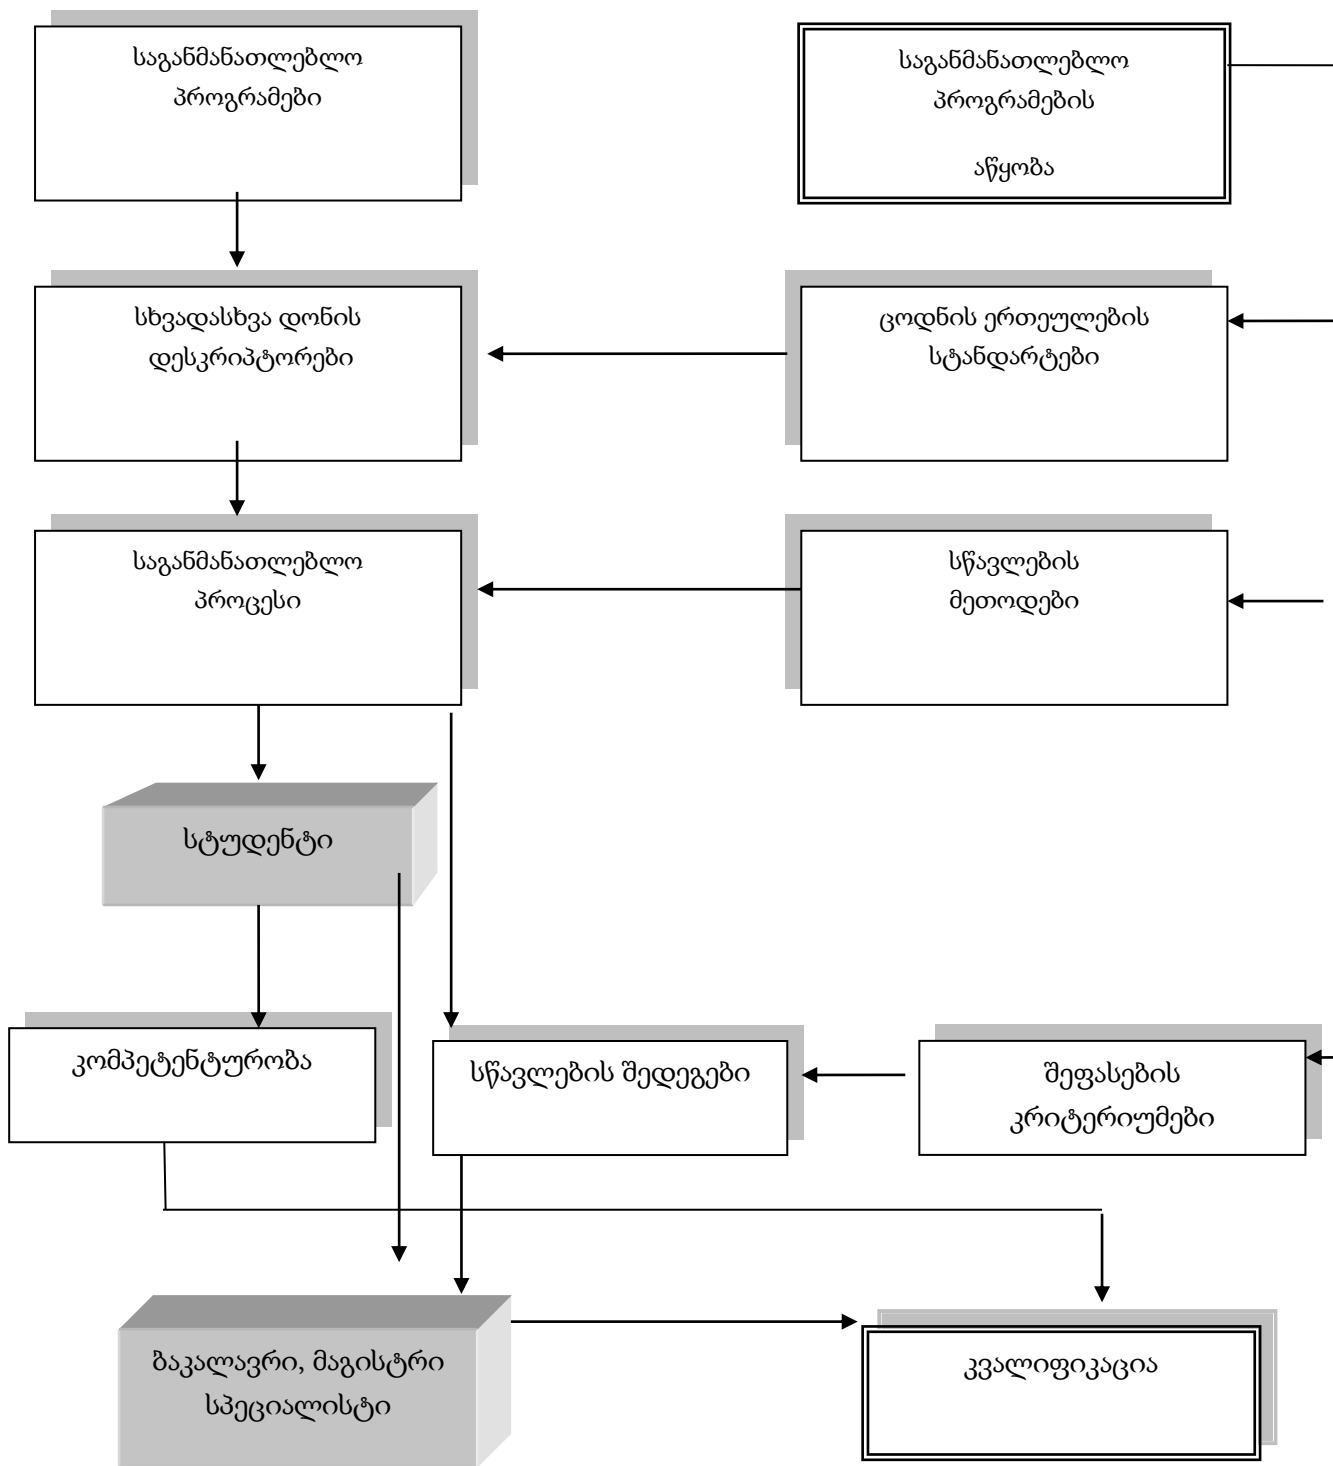 საგანმანათლებლო
პროგრამები
საგანმანათლებლო
პროგრამების
აწყობა
სხვადასხვა დონის
დესკრიპტორები
ცოდნის ერთეულების
სტანდარტები
საგანმანათლებლო
პროცესი
სწავლების
მეთოდები
სტუდენტი
კომპეტენტურობა
სწავლების შედეგები
შეფასების
კრიტერიუმები
ბაკალავრი, მაგისტრი
სპეციალისტი
კვალიფიკაცია